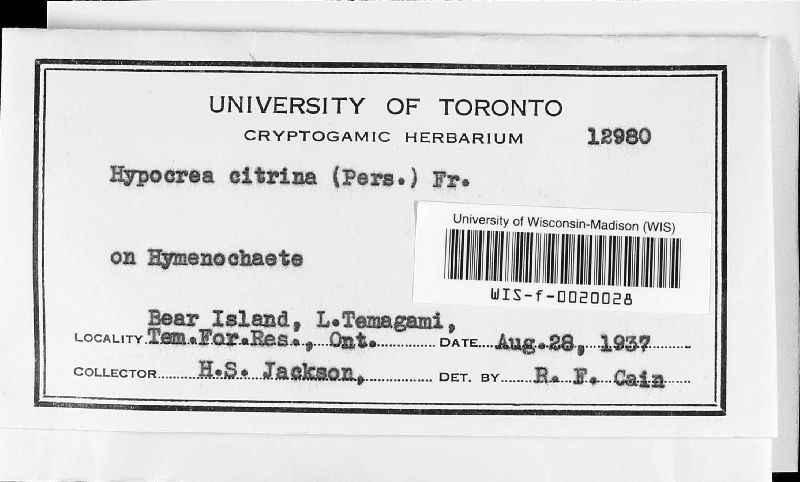 UNIVERSITY OF TORONTO
CRYPTOGAMIC HERBARIUM 12980
Hypocrea citrina (Pers.) Fr.
University of Wisconsin-Madison (WIS)
WIS-f-0020028
on Hymenochaete
Bear Island, L.Temagami,
LOCALITY Tem.For.Res., Ont. DATE Aug.28, 1937
COLLECTOR H.S. Jackson, DET. BY R. F. Cain